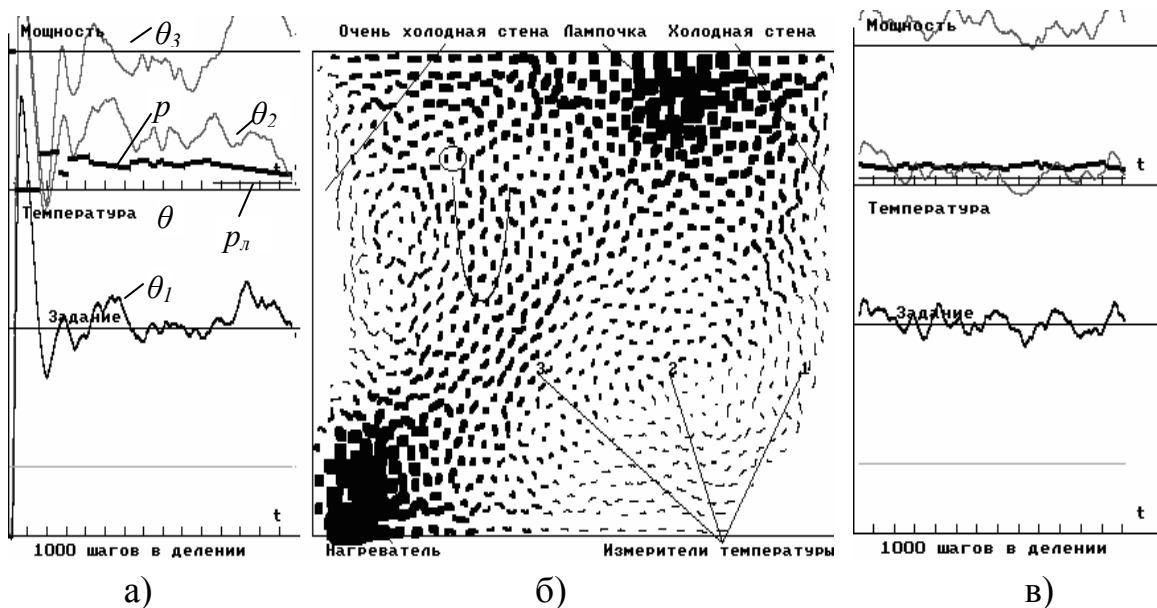 Мощность
θ3
p
θ2
t
Температура
θ
pл
θ1
Задание
t
1000 шагов в делении
а)
Очень холодная стена Лампочка Холодная стена
3 2 1
Нагреватель Измерители температуры
б)
Мощность
t
Температура
Задание
t
1000 шагов в делении
в)